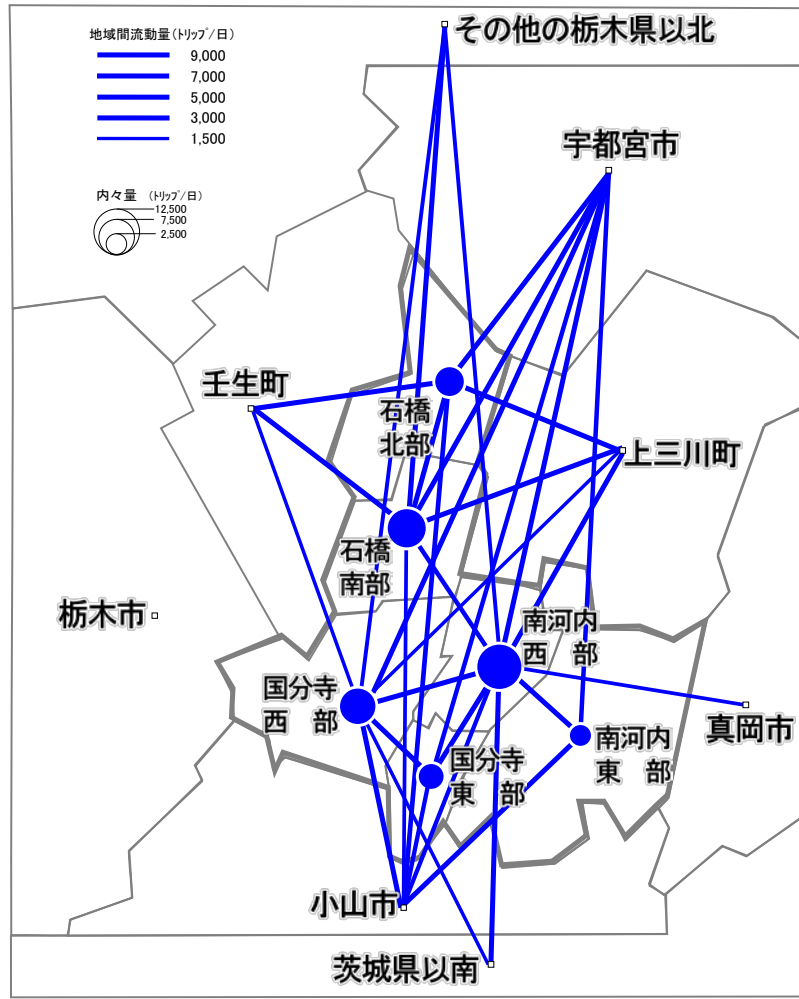 その他の栃木県以北
地域間流動量(トリップ/日)
9,000
7,000
5,000
3,000
1,500
宇都宮市
内々量 (トリップ/日)
12,500
7,500
2,500
壬生町
石橋
北部
上三川町
石橋
南部
栃木市
南河内
西 部
国分寺
西 部
真岡市
南河内
東 部
国分寺
東 部
小山市
茨城県以南